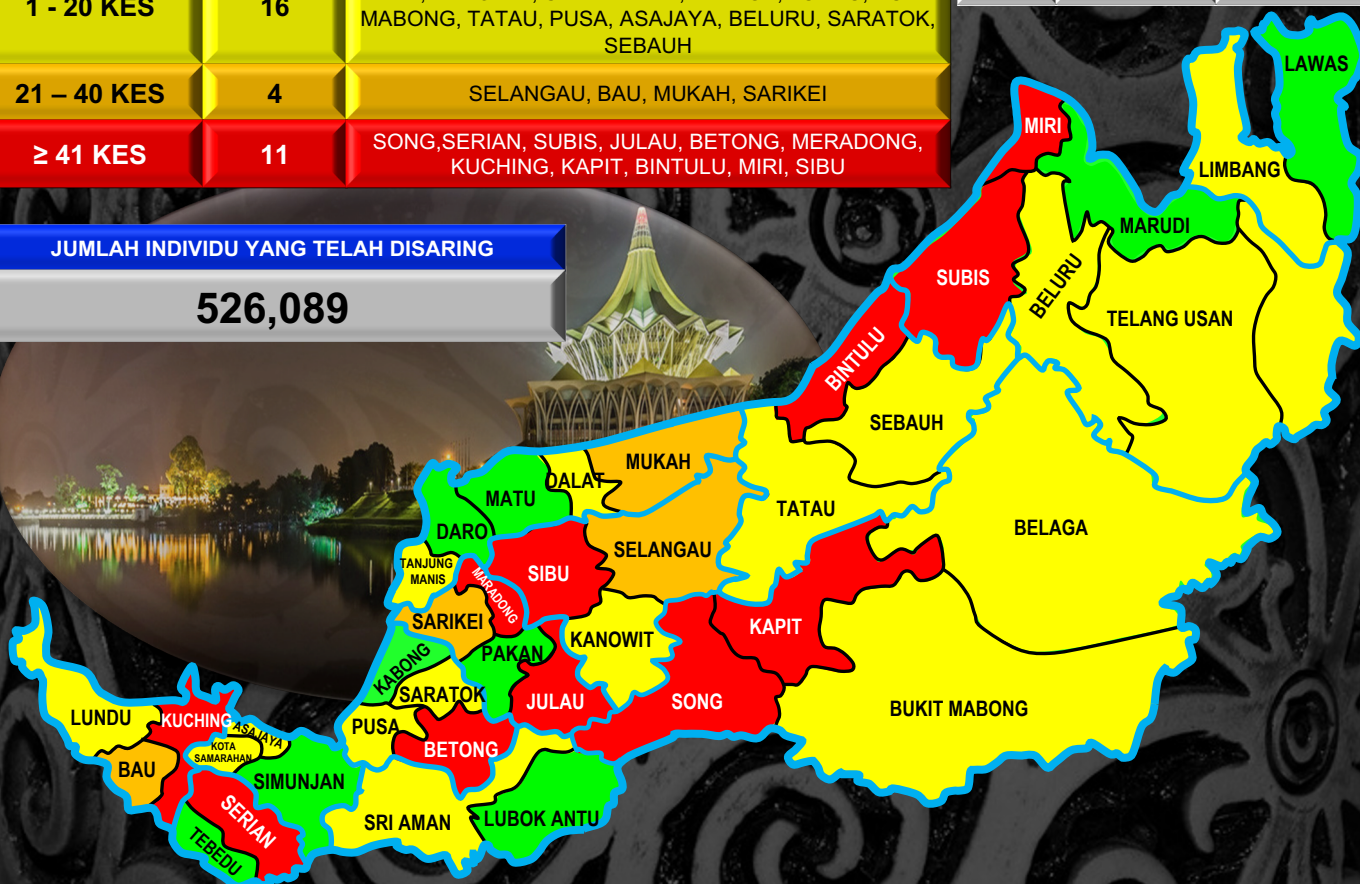 1 - 20 KES
16
MABONG, TATAU, PUSA, ASAJAYA, BELURU, SARATOK,
SEBAUH
21 – 40 KES
4
SELANGAU, BAU, MUKAH, SARIKEI
≥ 41 KES
11
SONG,SERIAN, SUBIS, JULAU, BETONG, MERADONG,
KUCHING, KAPIT, BINTULU, MIRI, SIBU
JUMLAH INDIVIDU YANG TELAH DISARING
526,089
LAWAS
MIRI
LIMBANG
MARUDI
SUBIS
BELURU
TELANG USAN
BINTULU
SEBAUH
MUKAH
DALAT
MATU
TATAU
DARO
BELAGA
SELANGAU
TANJUNG
MANIS
SIBU
MARADONG
SARIKEI
KAPIT
KANOWIT
PAKAN
KABONG
SARATOK
JULAU
SONG
BUKIT MABONG
LUNDU
KUCHING
ASAJAYA
PUSA
BETONG
KOTA
SAMARAHAN
BAU
SIMUNJAN
SERIAN
SRI AMAN
LUBOK ANTU
TEBEDU